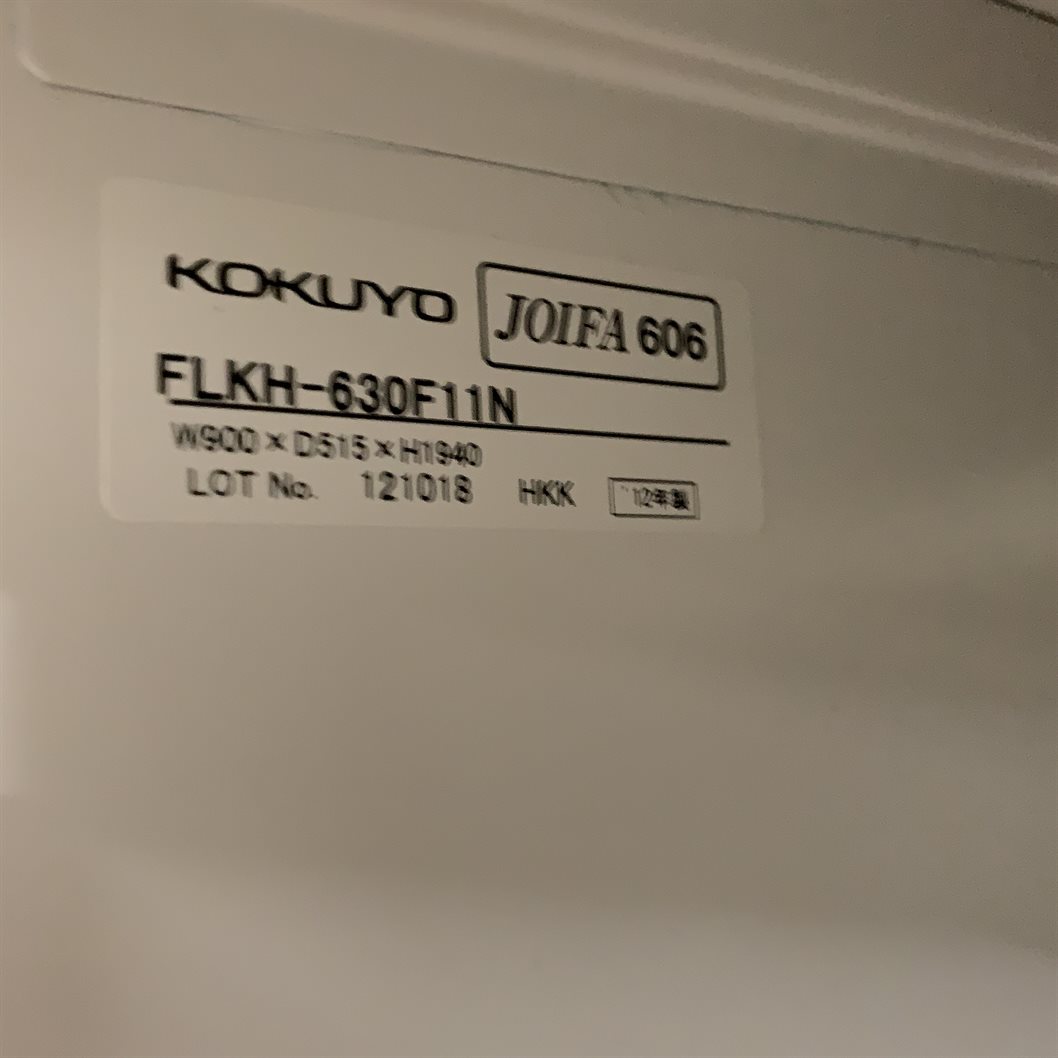 KOKUYO JOIFA 606
FLKH-630F11N
W900×D515×H1940
LOT No. 121018 HKK '12年製